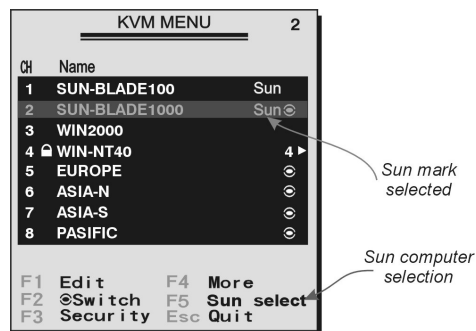 KVM MENU 2
CH Name
1 SUN-BLADE100 Sun
2 SUN-BLADE1000 Sun
3 WIN2000
4 WIN-NT40 4
5 EUROPE
6 ASIA-N
7 ASIA-S
8 PASIFIC
Sun mark
selected
Sun computer
selection
F1 Edit F4 More
F2 Switch F5 Sun select
F3 Security Esc Quit